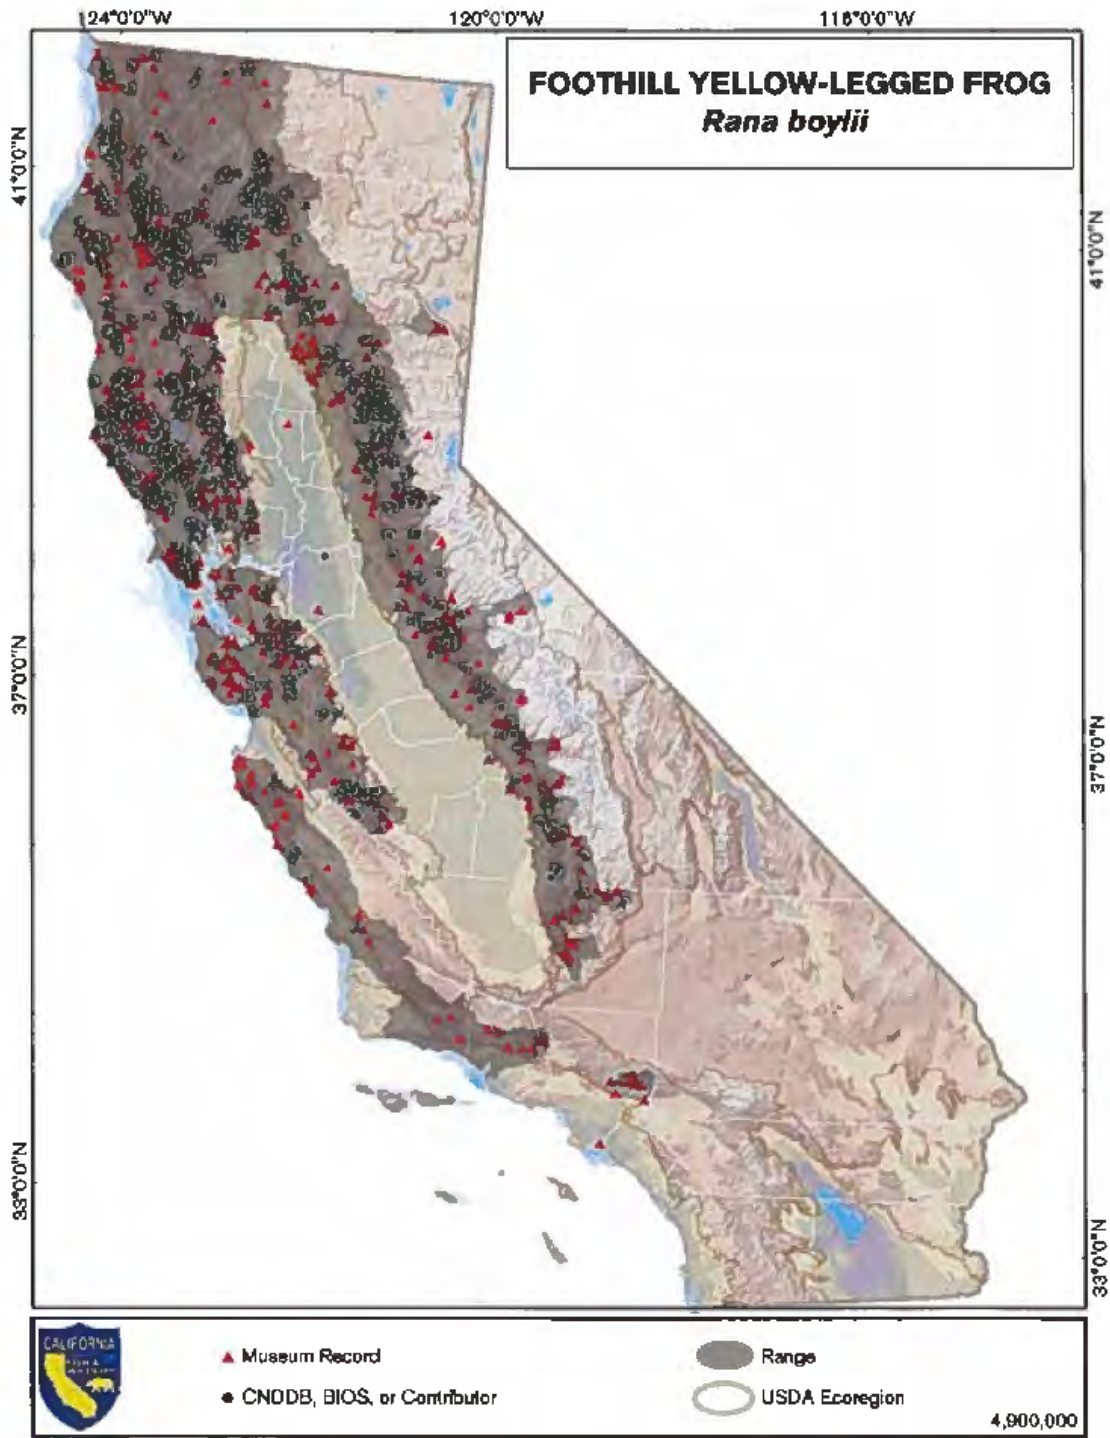 124°0'0"W
120°0'0"W
116°0'0"W
FOOTHILL YELLOW-LEGGED FROG
Rana boylii
41°0'0"N
41°0'0"N
37°0'0"N
37°0'0"N
33°0'0"N
33°0'0"N
CALIFORNIA
Museum Record
Range
CNDDB, BIOS, or Contributor
USDA Ecoregion
4,900,000